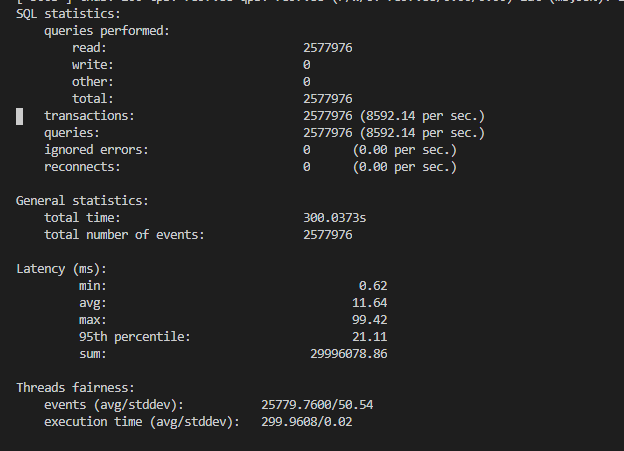 SQL statistics:
    queries performed:
        read:                            2577976
        write:                           0
        other:                           0
        total:                           2577976
    transactions:                        2577976 (8592.14 per sec.)
    queries:                             2577976 (8592.14 per sec.)
    ignored errors:                      0      (0.00 per sec.)
    reconnects:                          0      (0.00 per sec.)

General statistics:
    total time:                          300.0373s
    total number of events:              2577976

Latency (ms):
         min:                                    0.62
         avg:                                   11.64
         max:                                   99.42
         95th percentile:                       21.11
         sum:                             29996078.86

Threads fairness:
    events (avg/stddev):           25779.7600/50.54
    execution time (avg/stddev):   299.9608/0.02